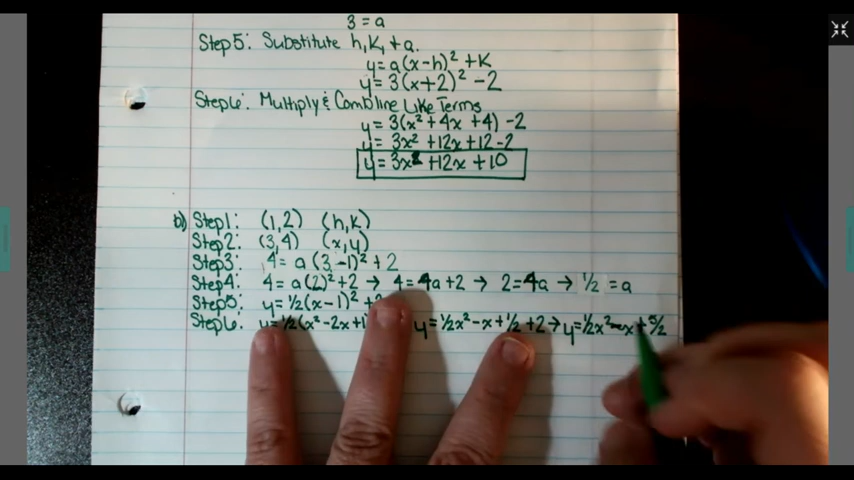 3 = a
Step 5: Substitute h, K, + a.
y = a(x-h)² + K
y = 3(x+2)² - 2
Step 6: Multiply & Combline Like Terms
y = 3(x² + 4x + 4) - 2
y = 3x² + 12x + 12 - 2
y = 3x² + 12x + 10
b) Step 1: (1,2) (h,K)
Step 2: (3,4) (x,y)
Step 3: 4 = a(3-1)² + 2
Step 4: 4 = a(2)² + 2 → 4 = 4a + 2 → 2 = 4a → ½ = a
Step 5: y = ½(x-1)² +
Step 6: y = ½(x² - 2x + 1 y = ½x² - x + ½ + 2 → y = ½x² - x + 5/2